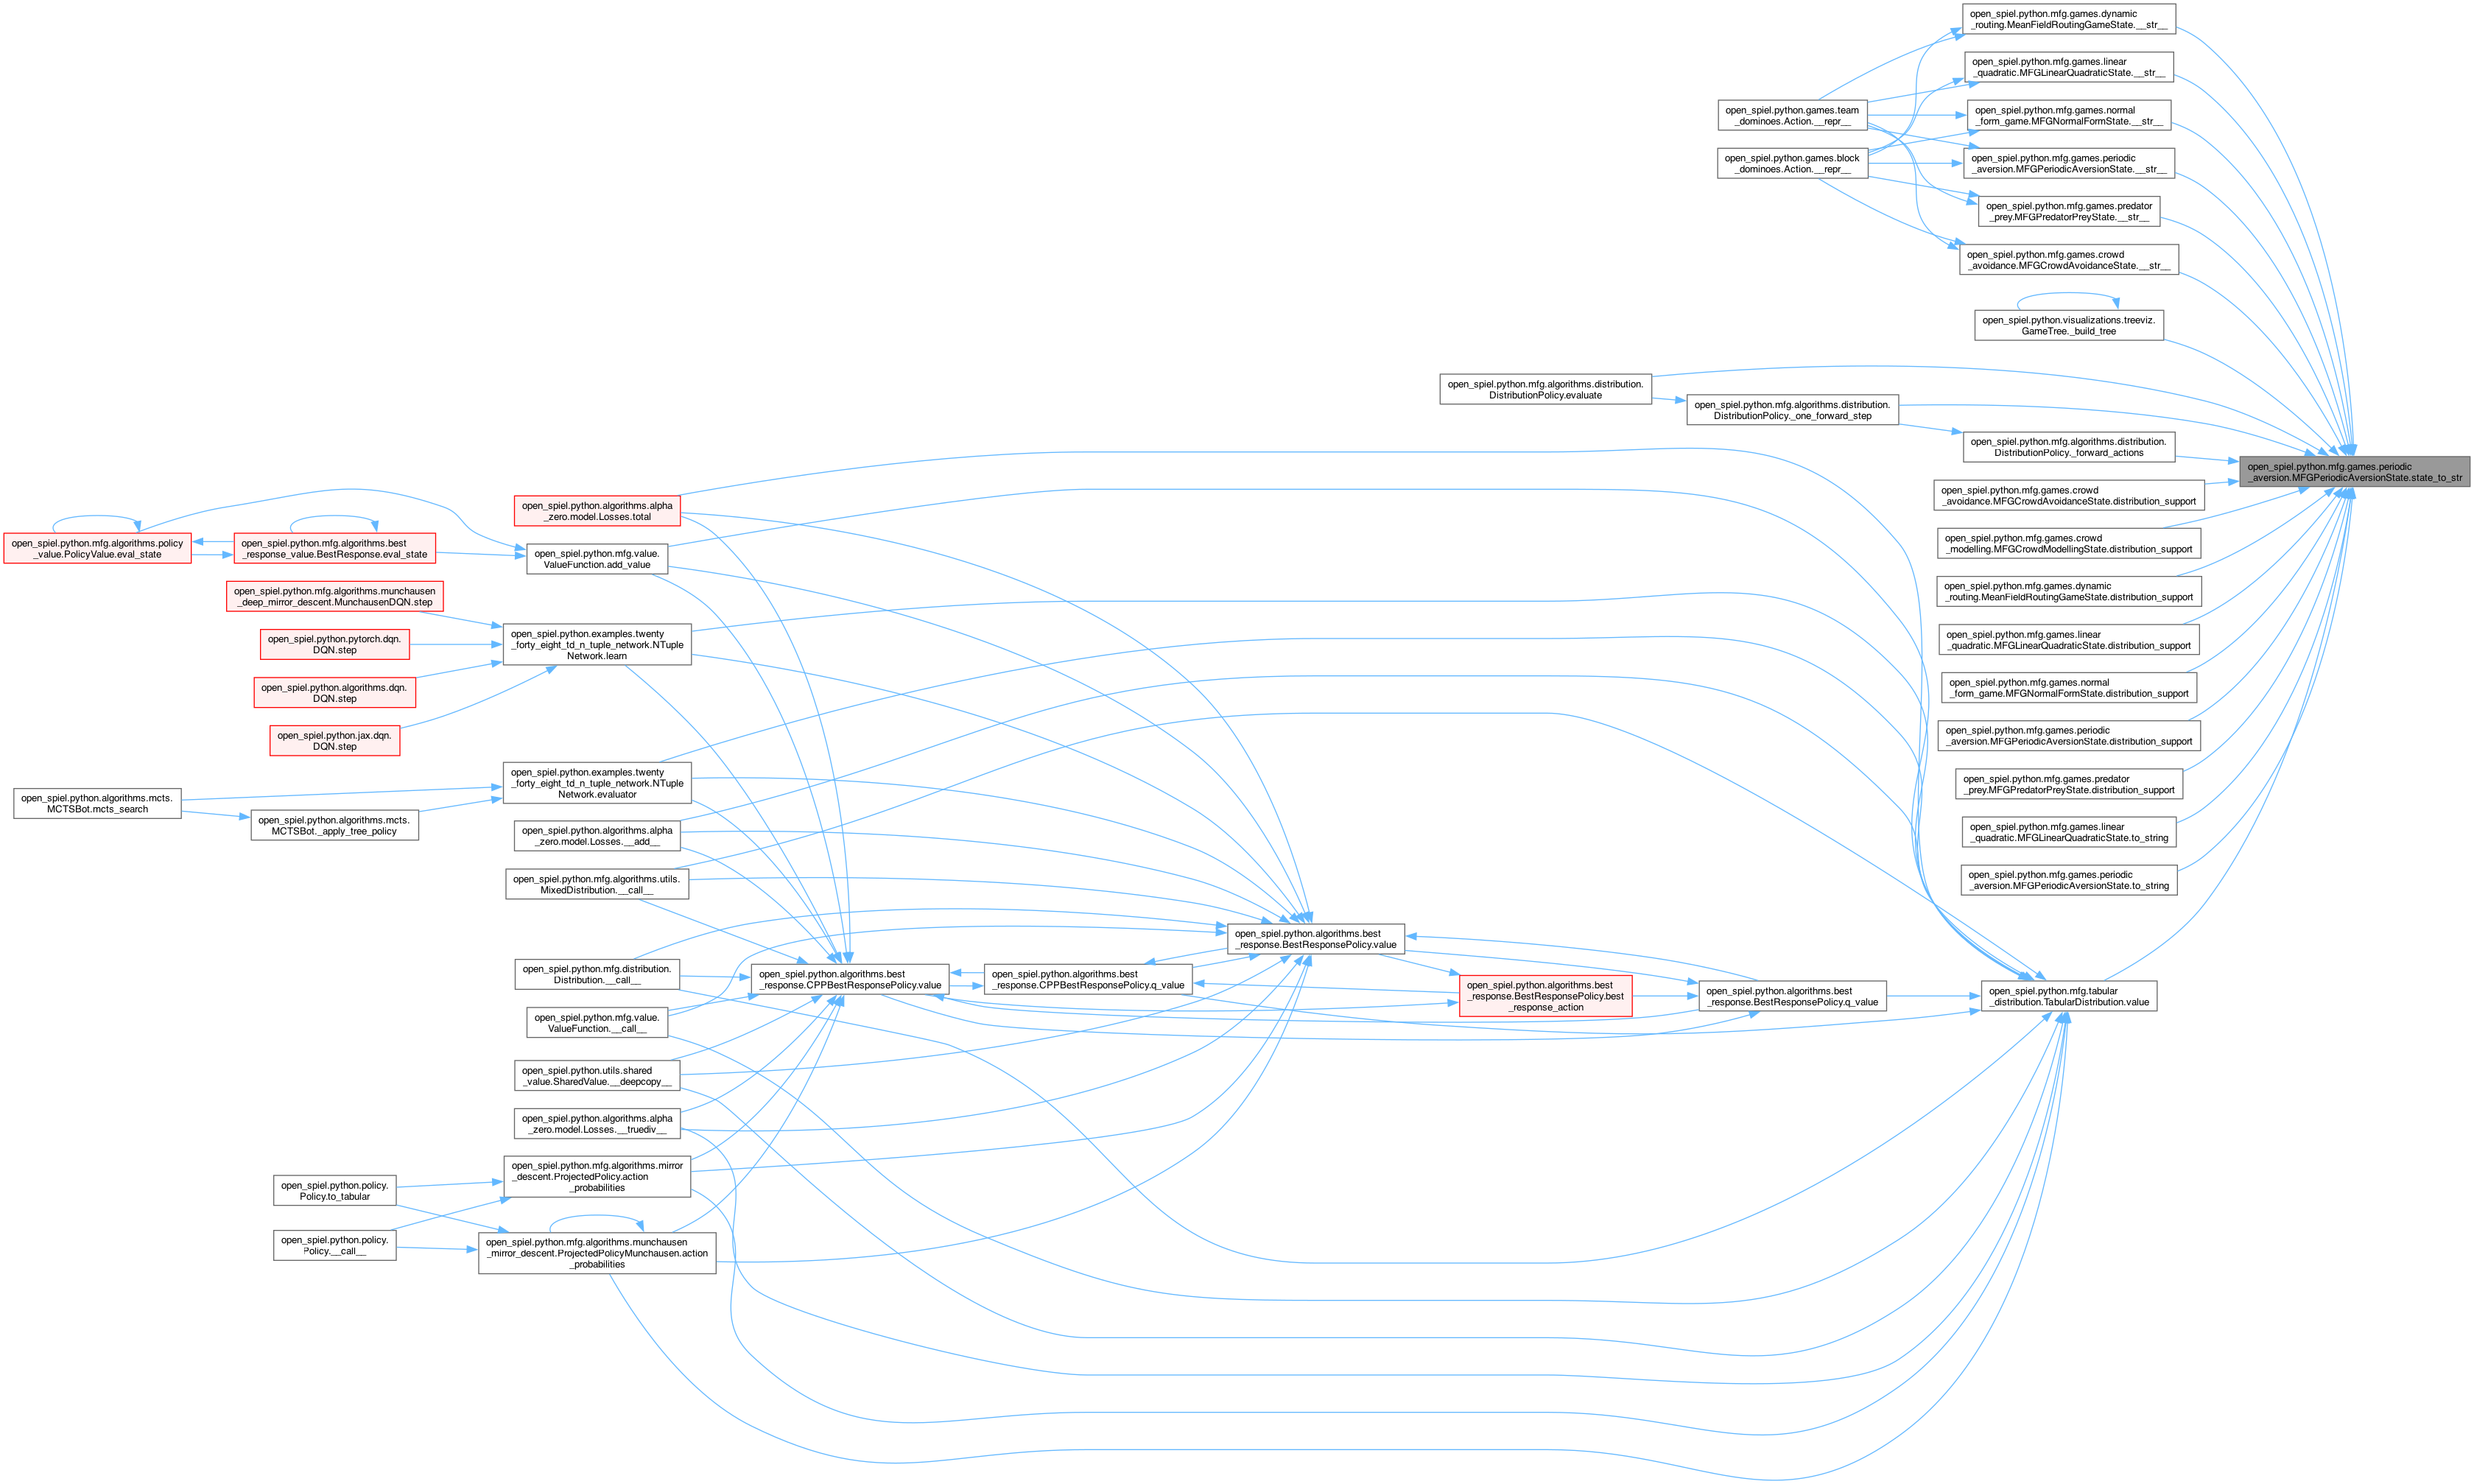 open_spiel.python.mfg.games.dynamic
_routing.MeanFieldRoutingGameState.__str__
open_spiel.python.mfg.games.linear
_quadratic.MFGLinearQuadraticState.__str__
open_spiel.python.games.team
_dominoes.Action.__repr__
open_spiel.python.mfg.games.normal
_form_game.MFGNormalFormState.__str__
open_spiel.python.games.block
_dominoes.Action.__repr__
open_spiel.python.mfg.games.periodic
_aversion.MFGPeriodicAversionState.__str__
open_spiel.python.mfg.games.predator
_prey.MFGPredatorPreyState.__str__
open_spiel.python.mfg.games.crowd
_avoidance.MFGCrowdAvoidanceState.__str__
open_spiel.python.visualizations.treeviz.
GameTree._build_tree
open_spiel.python.mfg.algorithms.distribution.
DistributionPolicy.evaluate
open_spiel.python.mfg.algorithms.distribution.
DistributionPolicy._one_forward_step
open_spiel.python.mfg.algorithms.distribution.
DistributionPolicy._forward_actions
open_spiel.python.mfg.games.periodic
_aversion.MFGPeriodicAversionState.state_to_str
open_spiel.python.mfg.games.crowd
_avoidance.MFGCrowdAvoidanceState.distribution_support
open_spiel.python.mfg.games.crowd
_modelling.MFGCrowdModellingState.distribution_support
open_spiel.python.mfg.games.dynamic
_routing.MeanFieldRoutingGameState.distribution_support
open_spiel.python.mfg.games.linear
_quadratic.MFGLinearQuadraticState.distribution_support
open_spiel.python.mfg.games.normal
_form_game.MFGNormalFormState.distribution_support
open_spiel.python.mfg.games.periodic
_aversion.MFGPeriodicAversionState.distribution_support
open_spiel.python.mfg.games.predator
_prey.MFGPredatorPreyState.distribution_support
open_spiel.python.mfg.games.linear
_quadratic.MFGLinearQuadraticState.to_string
open_spiel.python.mfg.games.periodic
_aversion.MFGPeriodicAversionState.to_string
open_spiel.python.algorithms.alpha
_zero.model.Losses.total
open_spiel.python.mfg.algorithms.policy
_value.PolicyValue.eval_state
open_spiel.python.mfg.algorithms.best
_response_value.BestResponse.eval_state
open_spiel.python.mfg.value.
ValueFunction.add_value
open_spiel.python.mfg.algorithms.munchausen
_deep_mirror_descent.MunchausenDQN.step
open_spiel.python.pytorch.dqn.
DQN.step
open_spiel.python.examples.twenty
_forty_eight_td_n_tuple_network.NTuple
Network.learn
open_spiel.python.algorithms.dqn.
DQN.step
open_spiel.python.jax.dqn.
DQN.step
open_spiel.python.examples.twenty
_forty_eight_td_n_tuple_network.NTuple
Network.evaluator
open_spiel.python.algorithms.mcts.
MCTSBot.mcts_search
open_spiel.python.algorithms.mcts.
MCTSBot._apply_tree_policy
open_spiel.python.algorithms.alpha
_zero.model.Losses.__add__
open_spiel.python.mfg.algorithms.utils.
MixedDistribution.__call__
open_spiel.python.algorithms.best
_response.BestResponsePolicy.value
open_spiel.python.mfg.distribution.
Distribution.__call__
open_spiel.python.algorithms.best
_response.CPPBestResponsePolicy.value
open_spiel.python.algorithms.best
_response.CPPBestResponsePolicy.q_value
open_spiel.python.algorithms.best
_response.BestResponsePolicy.best
_response_action
open_spiel.python.algorithms.best
_response.BestResponsePolicy.q_value
open_spiel.python.mfg.tabular
_distribution.TabularDistribution.value
open_spiel.python.mfg.value.
ValueFunction.__call__
open_spiel.python.utils.shared
_value.SharedValue.__deepcopy__
open_spiel.python.algorithms.alpha
_zero.model.Losses.__truediv__
open_spiel.python.mfg.algorithms.mirror
_descent.ProjectedPolicy.action
_probabilities
open_spiel.python.policy.
Policy.to_tabular
open_spiel.python.policy.
Policy.__call__
open_spiel.python.mfg.algorithms.munchausen
_mirror_descent.ProjectedPolicyMunchausen.action
_probabilities